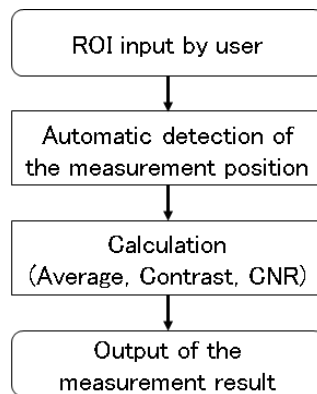 ROI input by user
Automatic detection of
the measurement position
Calculation
(Average, Contrast, CNR)
Output of the
measurement result